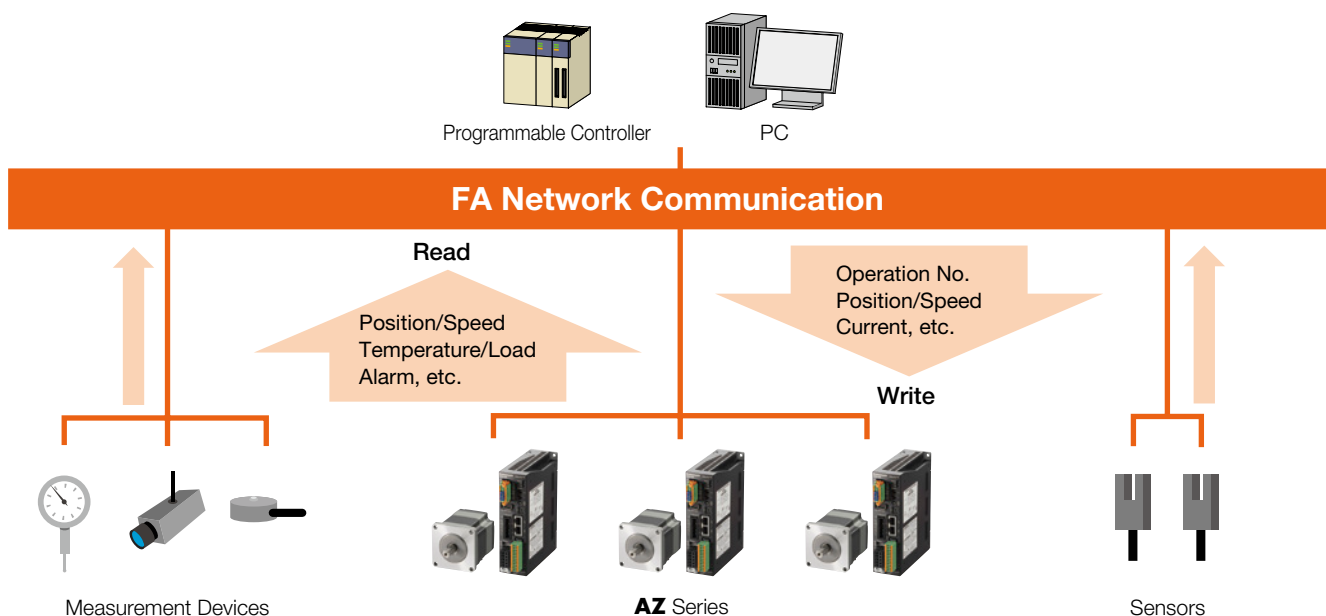 Programmable Controller
PC
FA Network Communication
Read
Position/Speed
Temperature/Load
Alarm, etc.
Operation No.
Position/Speed
Current, etc.
Write
Measurement Devices
AZ Series
Sensors